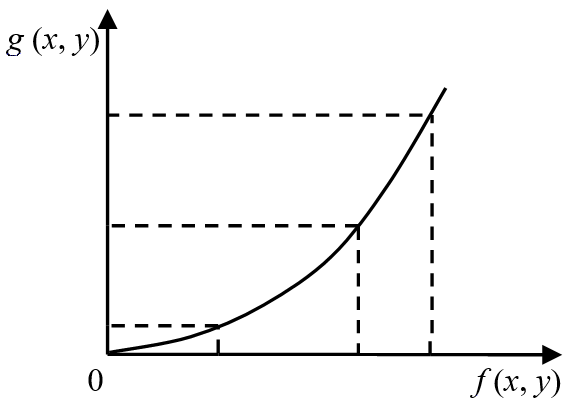 g (x, y)
0
f (x, y)